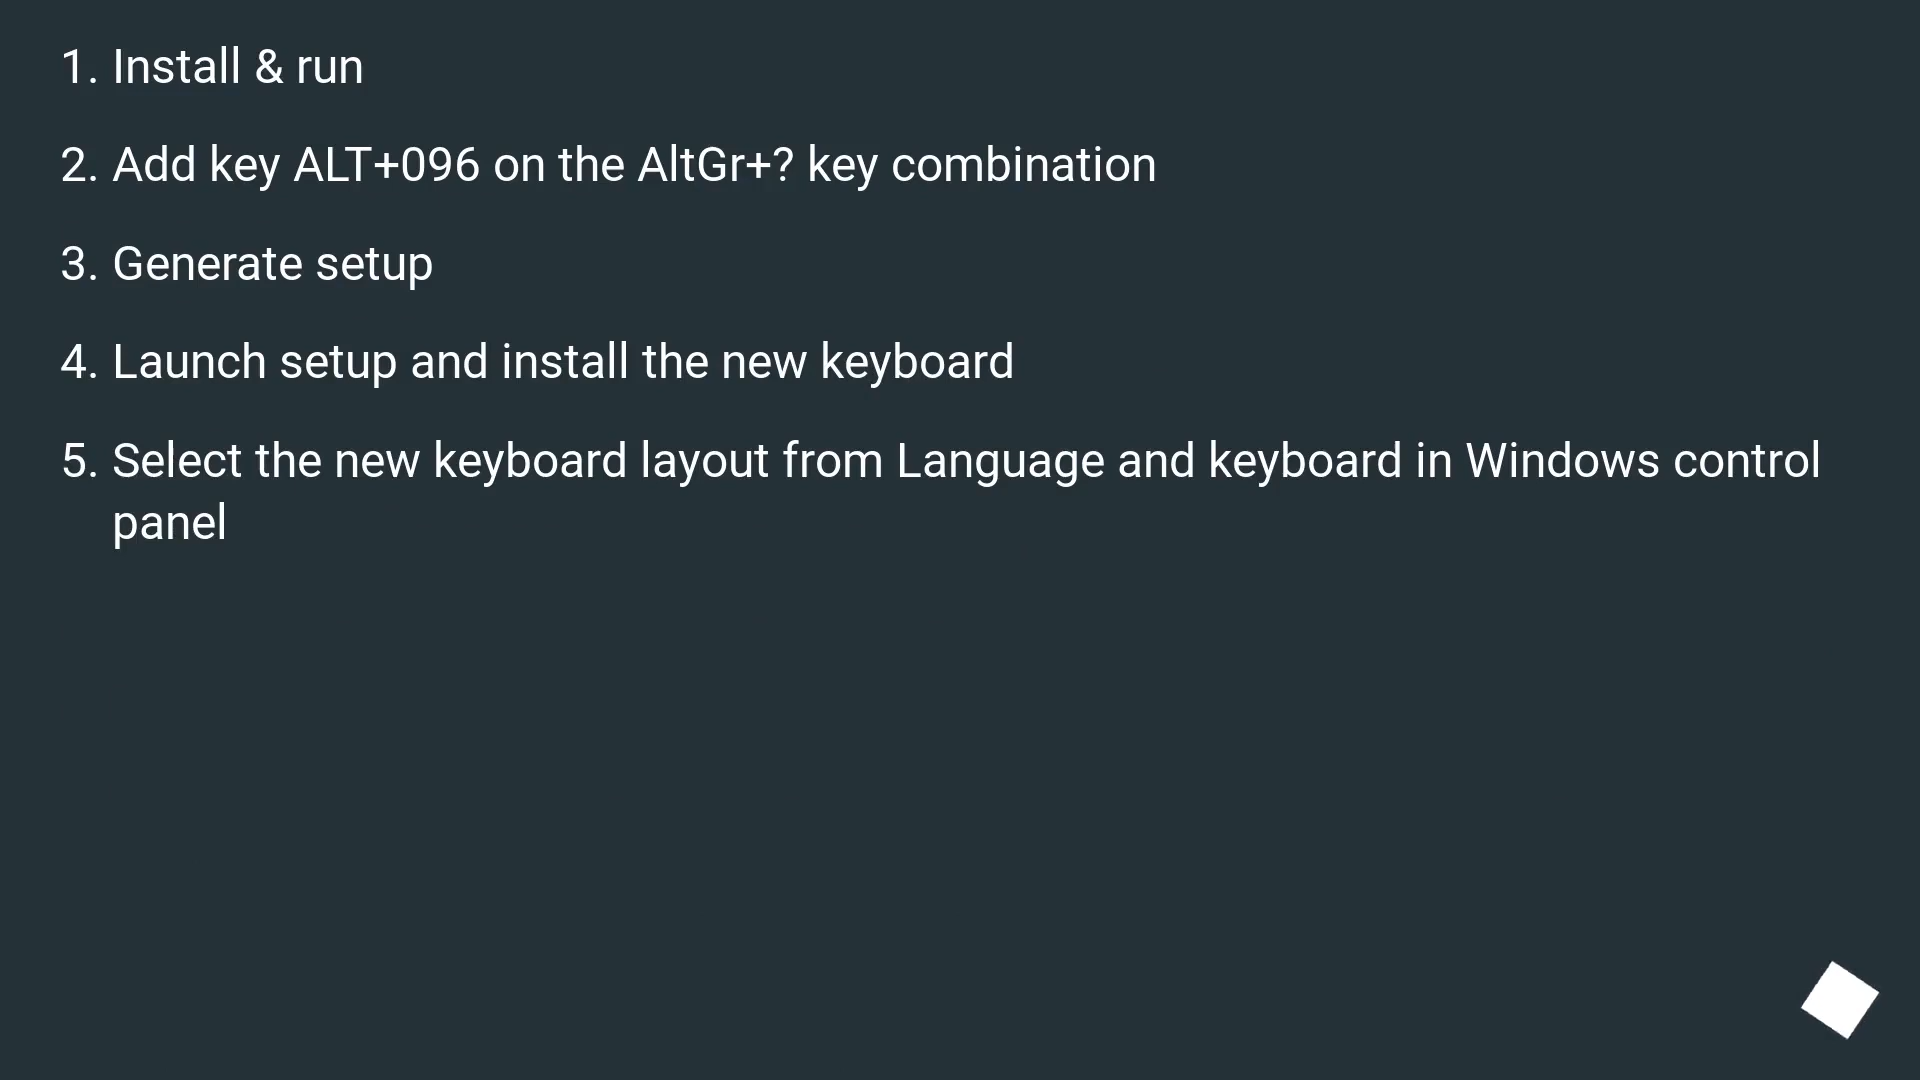 1. Install & run
2. Add key ALT+096 on the AltGr+? key combination
3. Generate setup
4. Launch setup and install the new keyboard
5. Select the new keyboard layout from Language and keyboard in Windows control
panel